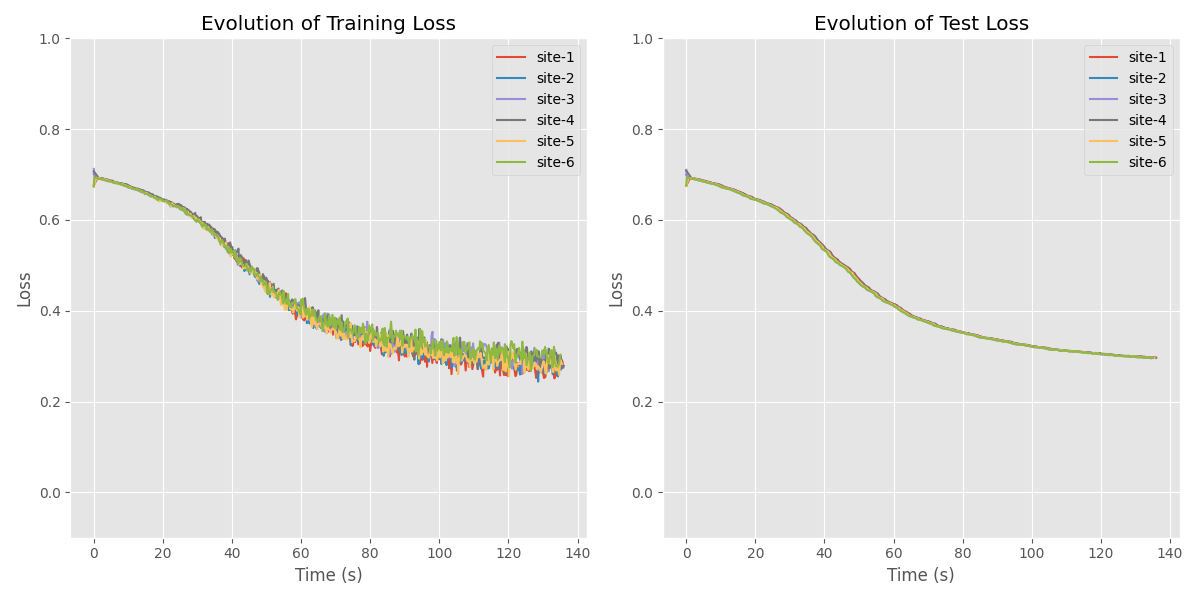 Evolution of Training Loss
1.0
0.8
0.6
0.4
0.2
0.0
Loss
0 20 40 60 80 100 120 140
Time (s)
site-1
site-2
site-3
site-4
site-5
site-6
Evolution of Test Loss
1.0
0.8
0.6
0.4
0.2
0.0
Loss
0 20 40 60 80 100 120 140
Time (s)
site-1
site-2
site-3
site-4
site-5
site-6